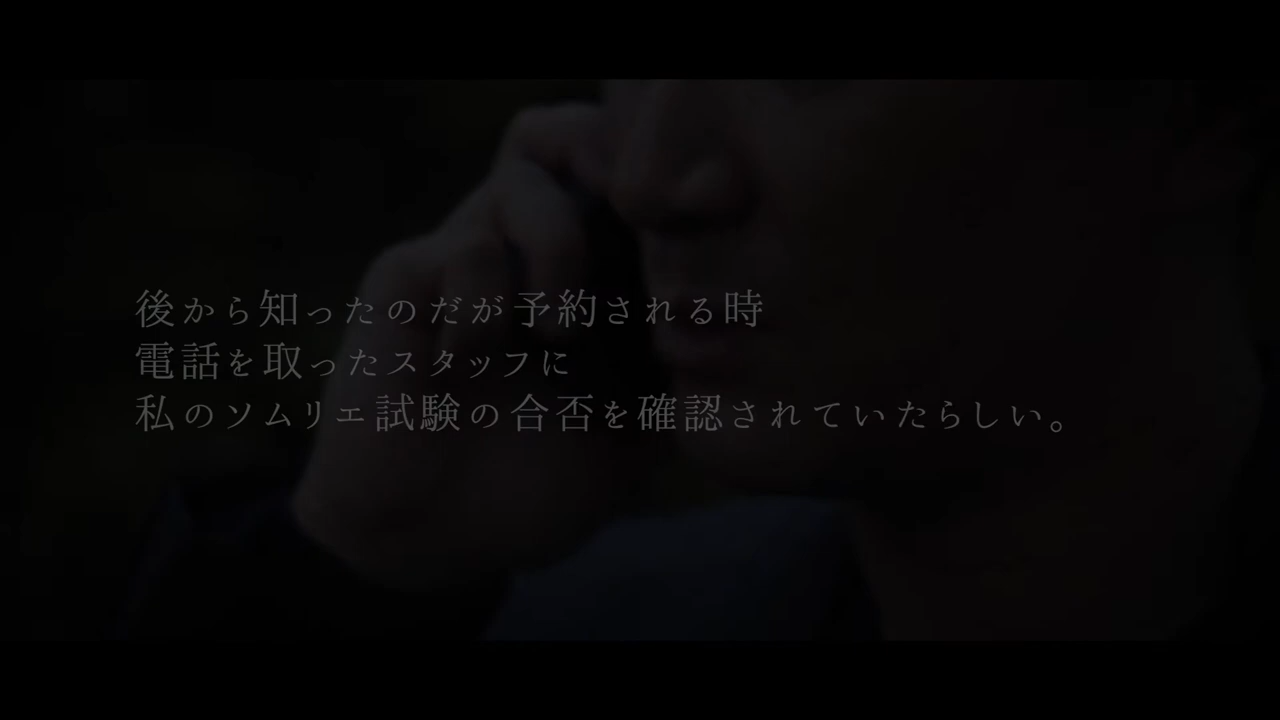 後から知ったのだが予約される時
電話を取ったスタッフに
私のソムリエ試験の合否を確認されていたらしい。